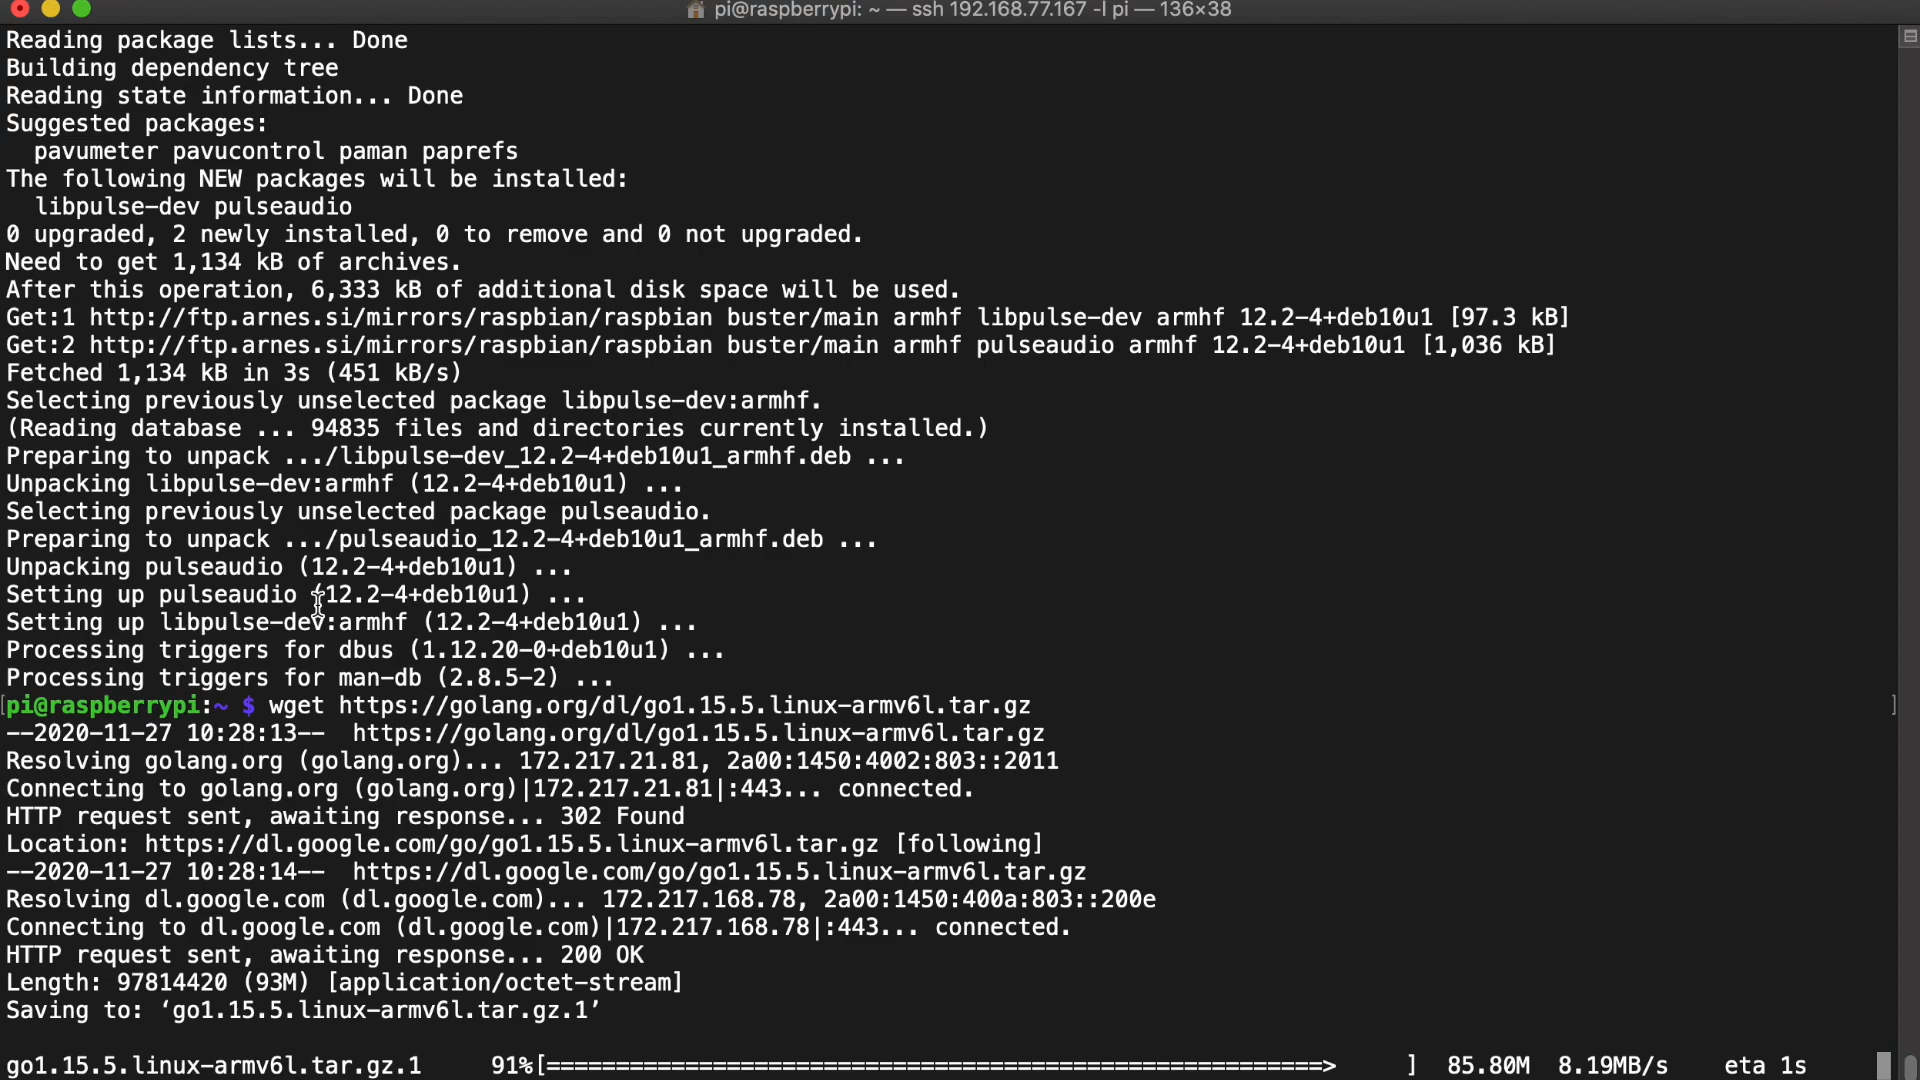 pi@raspberrypi: ~ — ssh 192.168.77.167 -l pi — 136×38
Reading package lists... Done
Building dependency tree
Reading state information... Done
Suggested packages:
  pavumeter pavucontrol paman paprefs
The following NEW packages will be installed:
  libpulse-dev pulseaudio
0 upgraded, 2 newly installed, 0 to remove and 0 not upgraded.
Need to get 1,134 kB of archives.
After this operation, 6,333 kB of additional disk space will be used.
Get:1 http://ftp.arnes.si/mirrors/raspbian/raspbian buster/main armhf libpulse-dev armhf 12.2-4+deb10u1 [97.3 kB]
Get:2 http://ftp.arnes.si/mirrors/raspbian/raspbian buster/main armhf pulseaudio armhf 12.2-4+deb10u1 [1,036 kB]
Fetched 1,134 kB in 3s (451 kB/s)
Selecting previously unselected package libpulse-dev:armhf.
(Reading database ... 94835 files and directories currently installed.)
Preparing to unpack .../libpulse-dev_12.2-4+deb10u1_armhf.deb ...
Unpacking libpulse-dev:armhf (12.2-4+deb10u1) ...
Selecting previously unselected package pulseaudio.
Preparing to unpack .../pulseaudio_12.2-4+deb10u1_armhf.deb ...
Unpacking pulseaudio (12.2-4+deb10u1) ...
Setting up pulseaudio (12.2-4+deb10u1) ...
Setting up libpulse-dev:armhf (12.2-4+deb10u1) ...
Processing triggers for dbus (1.12.20-0+deb10u1) ...
Processing triggers for man-db (2.8.5-2) ...
[pi@raspberrypi:~ $ wget https://golang.org/dl/go1.15.5.linux-armv6l.tar.gz ]
--2020-11-27 10:28:13--  https://golang.org/dl/go1.15.5.linux-armv6l.tar.gz
Resolving golang.org (golang.org)... 172.217.21.81, 2a00:1450:4002:803::2011
Connecting to golang.org (golang.org)|172.217.21.81|:443... connected.
HTTP request sent, awaiting response... 302 Found
Location: https://dl.google.com/go/go1.15.5.linux-armv6l.tar.gz [following]
--2020-11-27 10:28:14--  https://dl.google.com/go/go1.15.5.linux-armv6l.tar.gz
Resolving dl.google.com (dl.google.com)... 172.217.168.78, 2a00:1450:400a:803::200e
Connecting to dl.google.com (dl.google.com)|172.217.168.78|:443... connected.
HTTP request sent, awaiting response... 200 OK
Length: 97814420 (93M) [application/octet-stream]
Saving to: ‘go1.15.5.linux-armv6l.tar.gz.1’
go1.15.5.linux-armv6l.tar.gz.1     91%[========================================================>     ]  85.80M  8.19MB/s    eta 1s